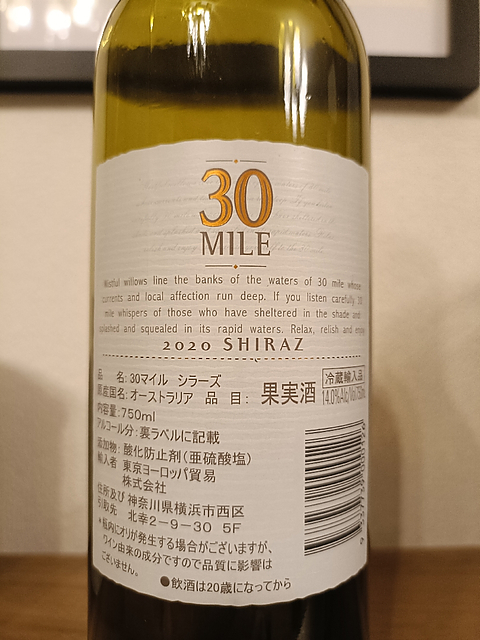 30
MILE
Wistful willows line the banks of the waters of 30 mile whose
currents and local affection run deep. If you listen carefully 30
mile whispers of those who have sheltered in the shade and
splashed and squealed in its rapid waters. Relax, relish and enjoy
2020 SHIRAZ
品 名:30マイル シラーズ
原産国名:オーストラリア 品 目: 果実酒
冷蔵輸入品
14.0%Alc/Vol 750ml
内容量:750ml
アルコール分:裏ラベルに記載
添加物:酸化防止剤(亜硫酸塩)
輸入者 東京ヨーロッパ貿易
株式会社
住所及び 神奈川県横浜市西区
引取先 北幸2-9-30 5F
*瓶内にオリが発生する場合がございますが、
ワイン由来の成分ですので品質に影響は
ございません。
●飲酒は20歳になってから